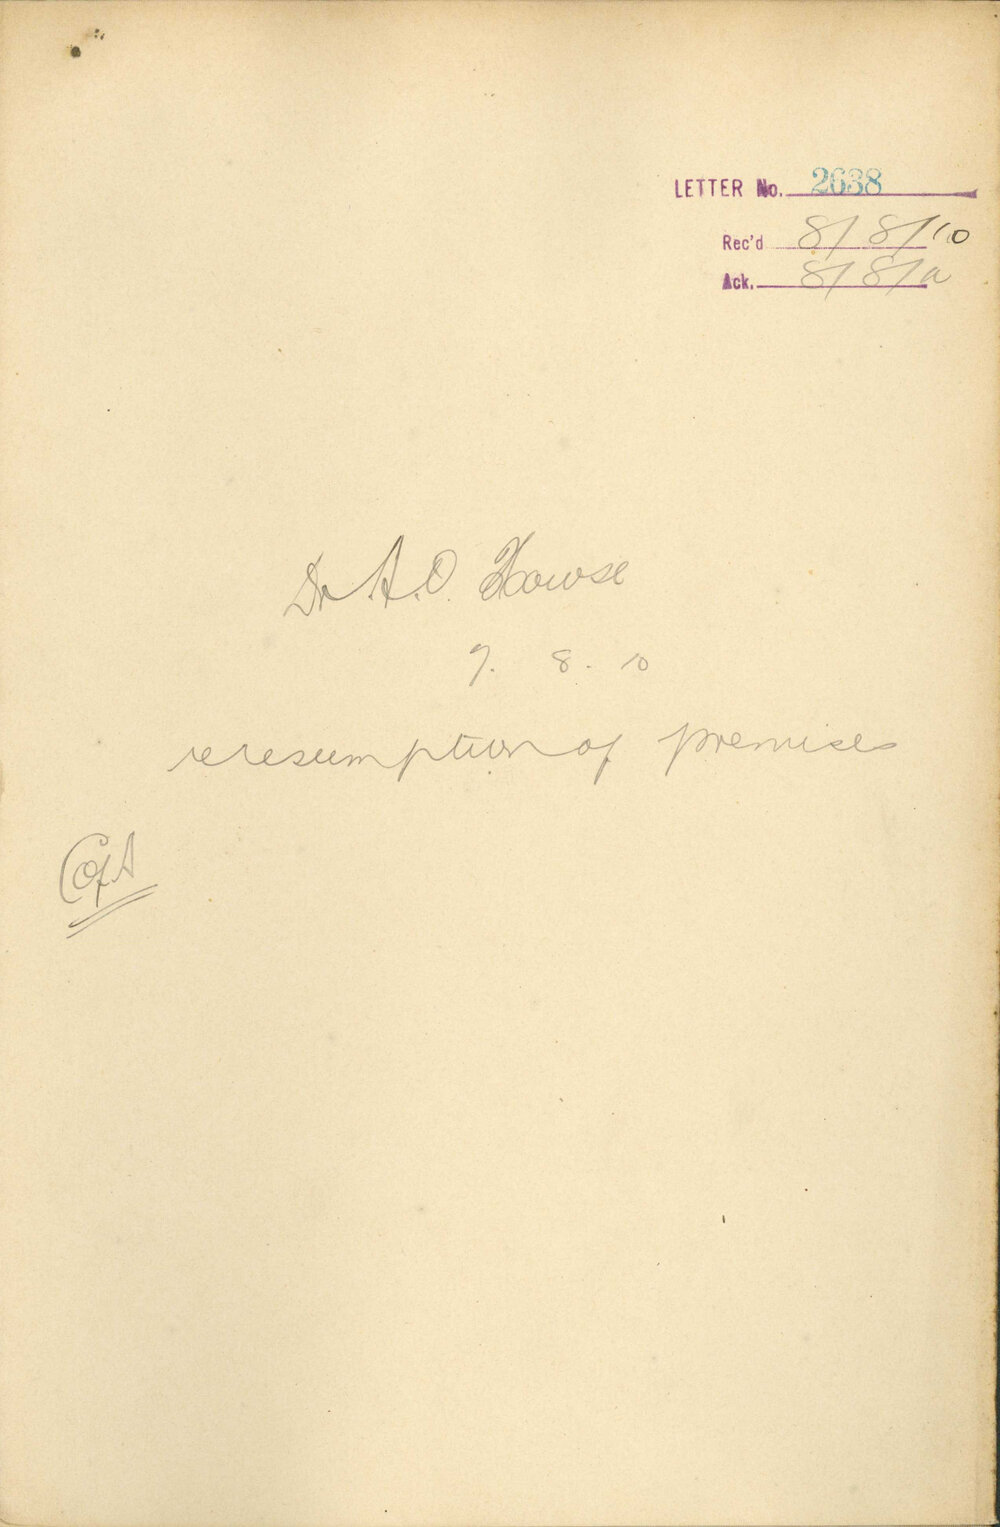 LETTER No. 2638
Rec'd 8/8/10
Ack. 8/8/10
Dr A.O. Howse
7. 8. 10
re resumption of premises
C of A